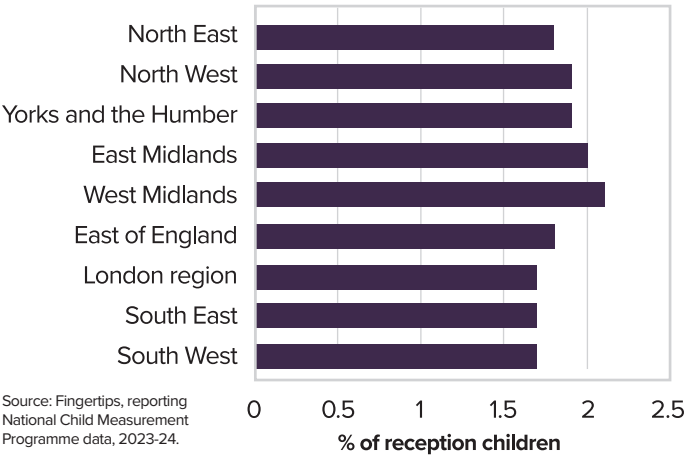 North East
North West
Yorks and the Humber
East Midlands
West Midlands
East of England
London region
South East
South West
0 0.5 1 1.5 2 2.5
% of reception children
Source: Fingertips, reporting
National Child Measurement
Programme data, 2023-24.